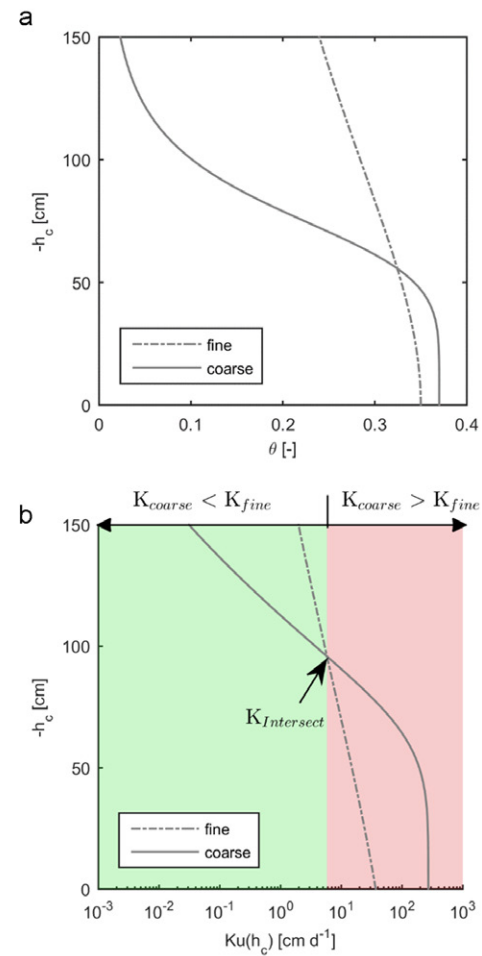 a
150
100
50
0
-h_c [cm]
fine
coarse
0 0.1 0.2 0.3 0.4
θ [-]
b
K_coarse < K_fine K_coarse > K_fine
150
100
50
0
-h_c [cm]
K_Intersect
fine
coarse
10^-3 10^-2 10^-1 10^0 10^1 10^2 10^3
Ku(h_c) [cm d^-1]